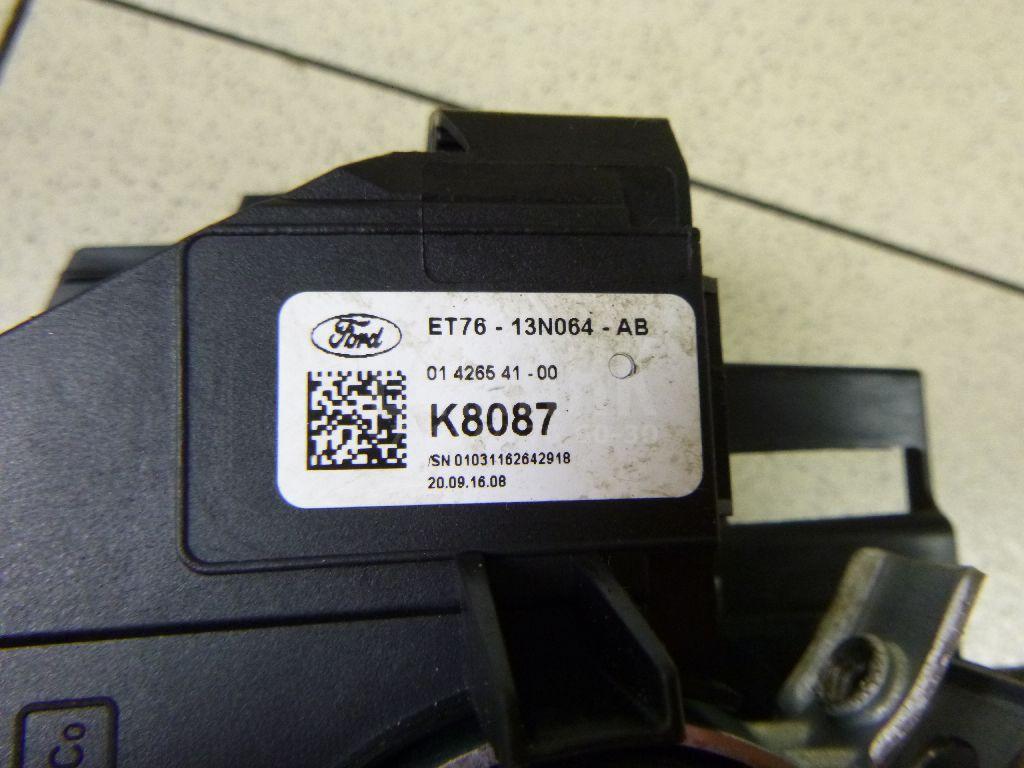 Ford
ET76 - 13N064 - AB
01 4265 41 - 00
K8087
/SN 01031162642918
20.09.16.08
Co